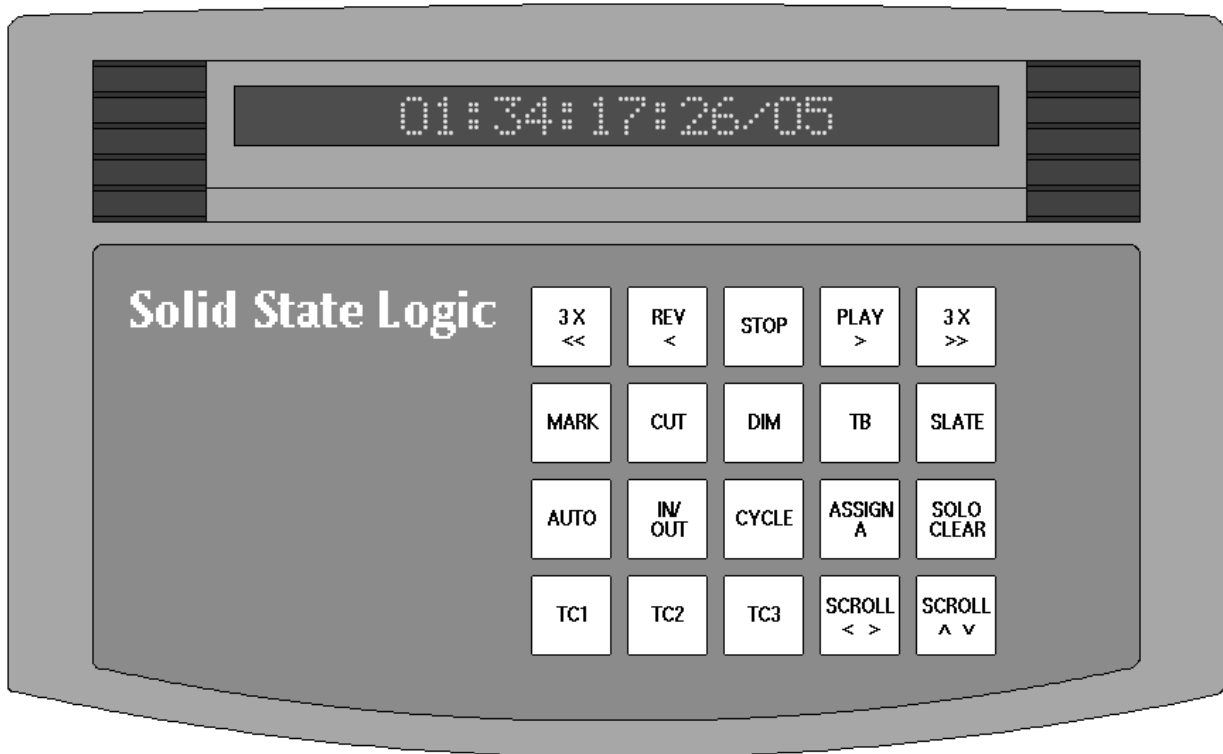 01:34:17:26/05
Solid State Logic
3X
<<
REV
<
STOP
PLAY
>
3X
>>
MARK
CUT
DIM
TB
SLATE
AUTO
IN/
OUT
CYCLE
ASSIGN
A
SOLO
CLEAR
TC1
TC2
TC3
SCROLL
< >
SCROLL
ʌ v